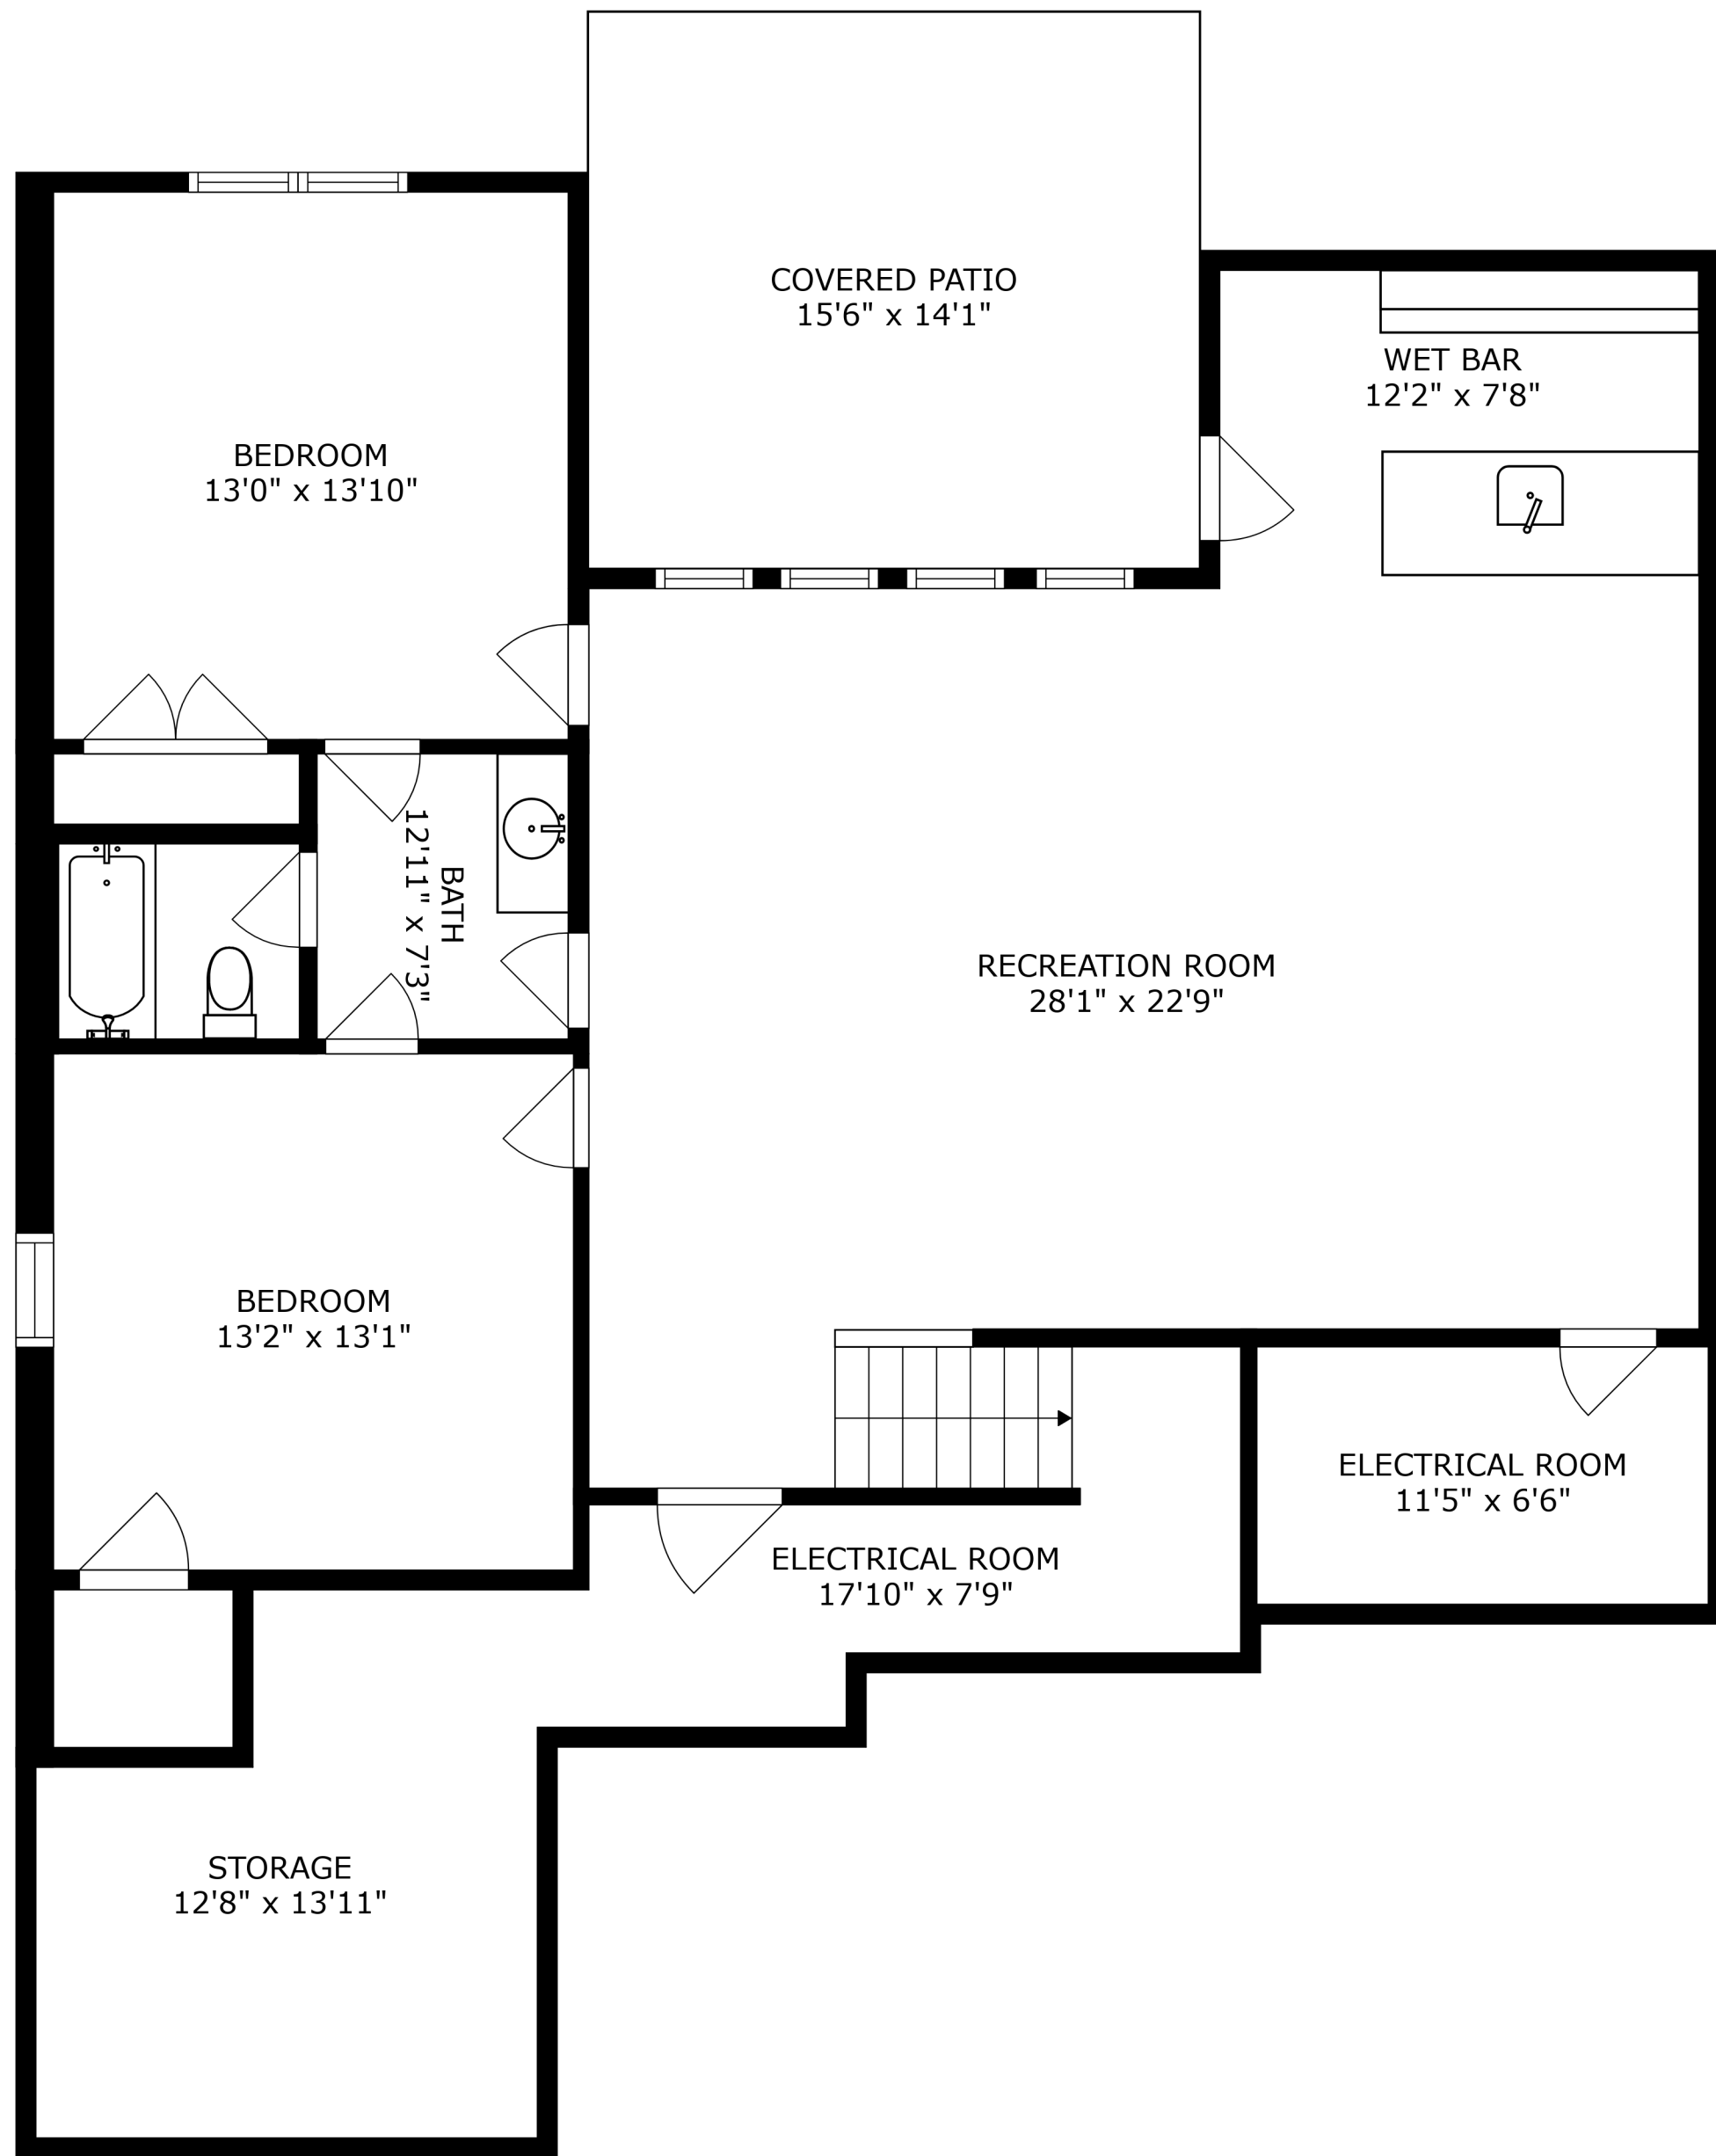 COVERED PATIO
15'6" x 14'1"
WET BAR
12'2" x 7'8"
BEDROOM
13'0" x 13'10"
BATH
12'11" x 7'3"
RECREATION ROOM
28'1" x 22'9"
BEDROOM
13'2" x 13'1"
ELECTRICAL ROOM
11'5" x 6'6"
ELECTRICAL ROOM
17'10" x 7'9"
STORAGE
12'8" x 13'11"